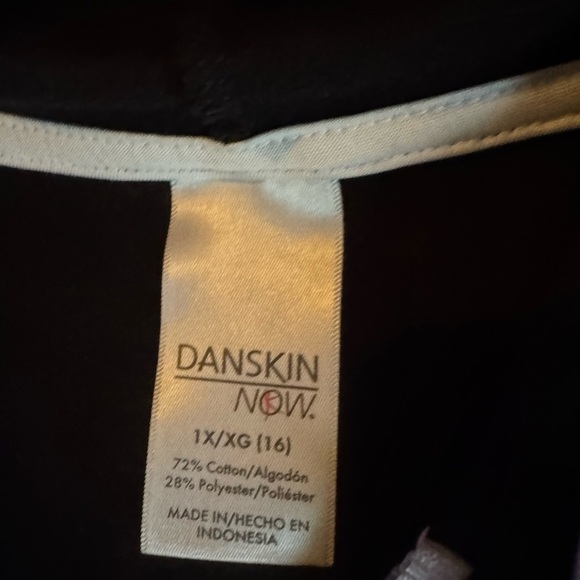 DANSKIN
NOW.
1X/XG (16)
72% Cotton/Algodón
28% Polyester/Poliéster
MADE IN/HECHO EN
INDONESIA